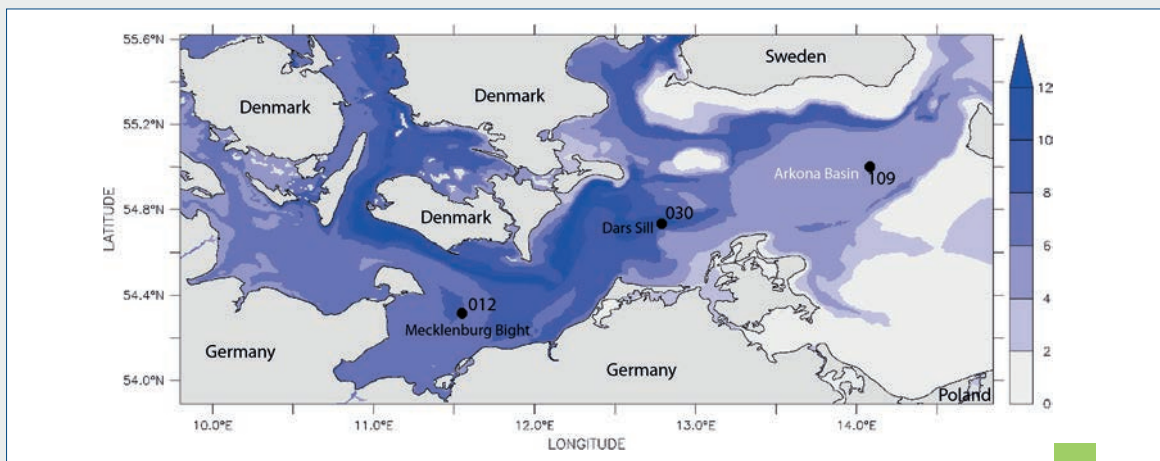 55.6°N
55.2°N
54.8°N
54.4°N
54.0°N
LATITUDE
Denmark
Denmark
Sweden
Arkona Basin
109
Denmark
030
Dars Sill
012
Mecklenburg Bight
Germany
Germany
Poland
10.0°E
11.0°E
12.0°E
13.0°E
14.0°E
LONGITUDE
12
10
8
6
4
2
0